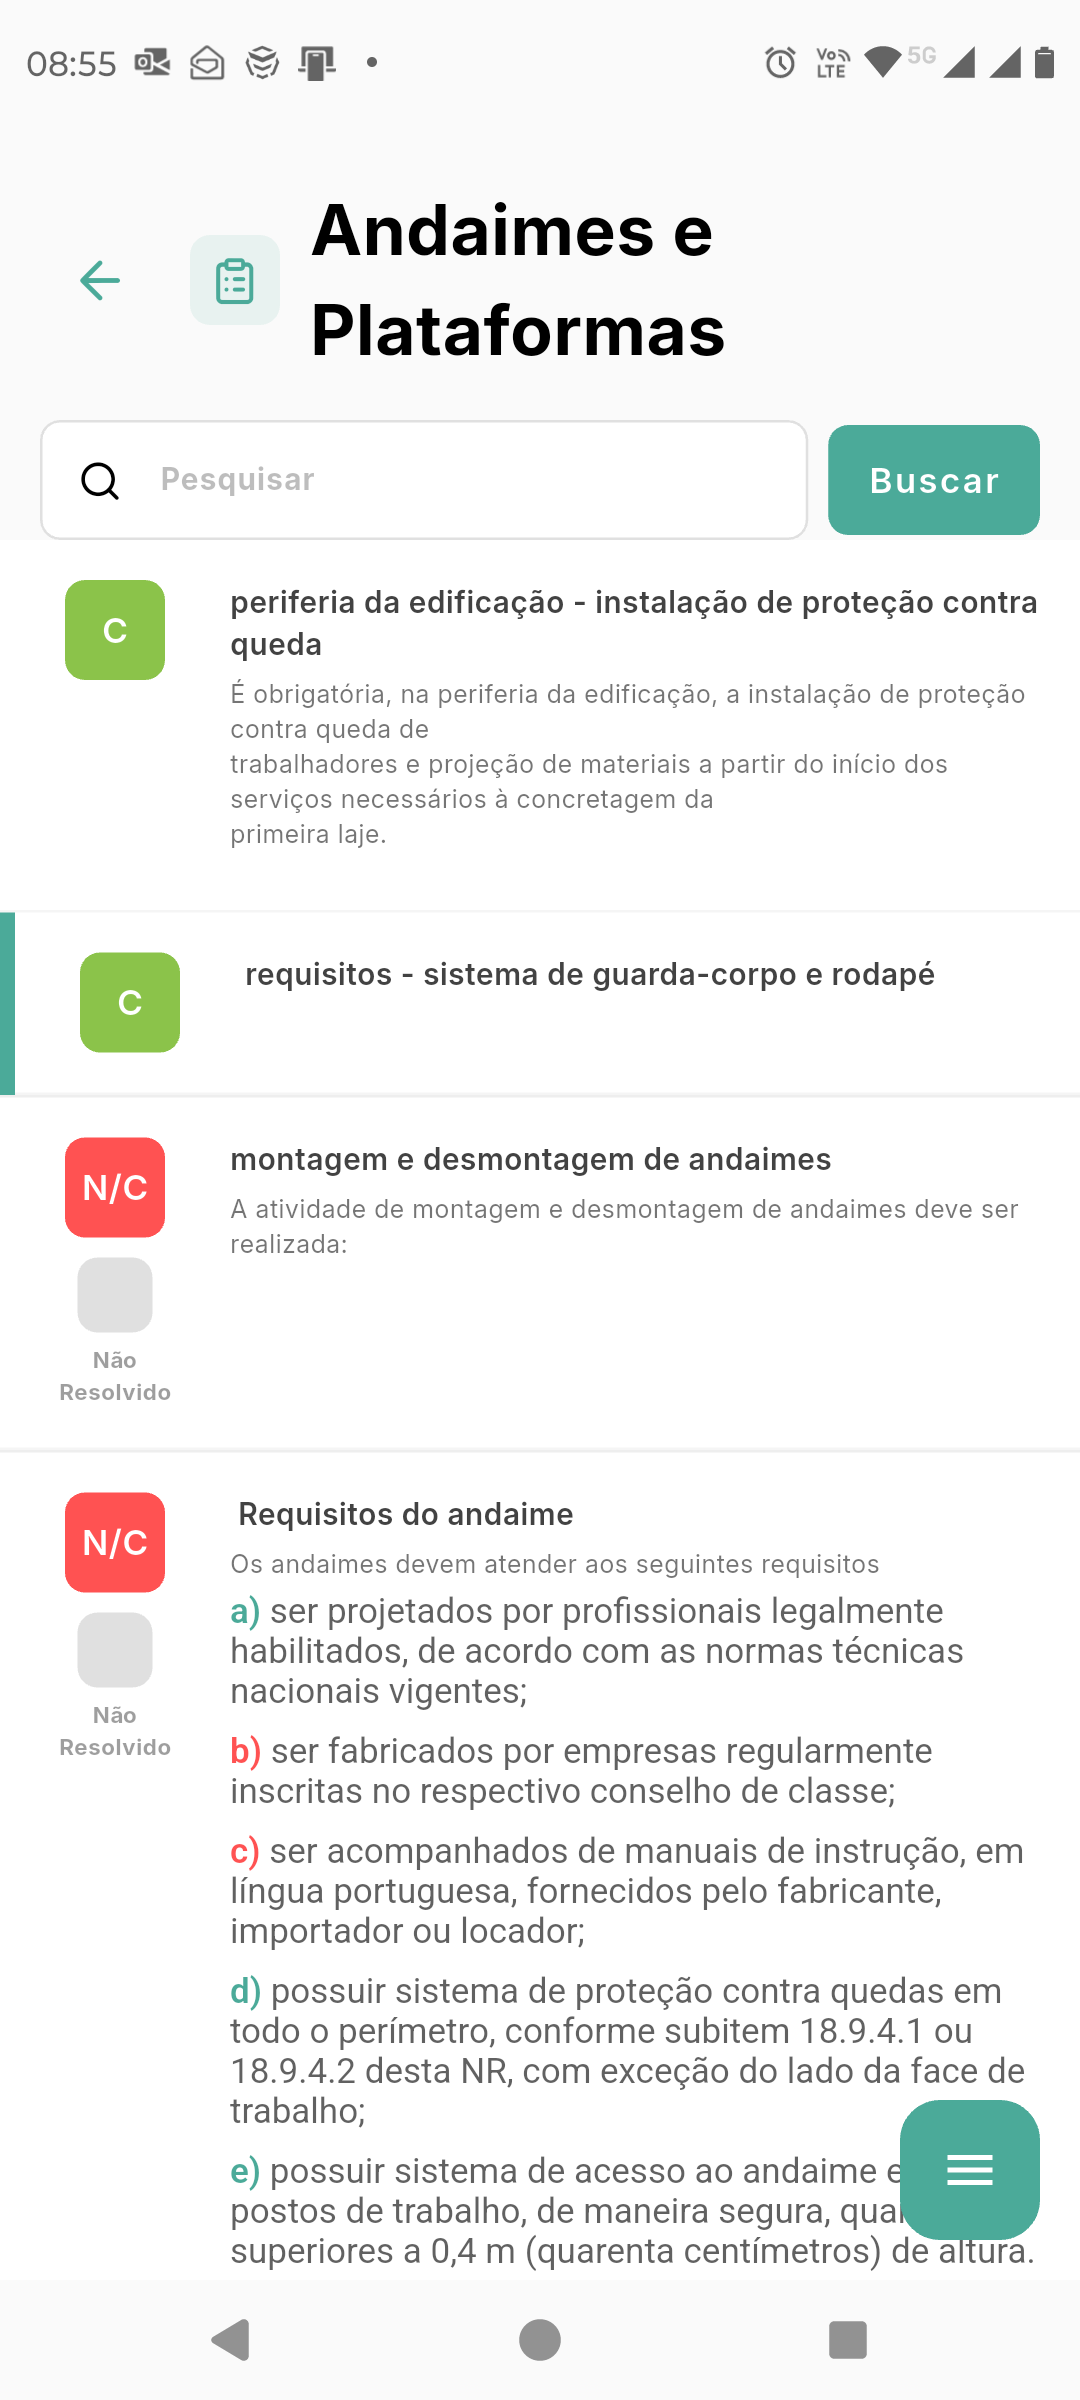 08:55
Vo
LTE
5G
Andaimes e
Plataformas
Pesquisar
Buscar
C
periferia da edificação - instalação de proteção contra
queda
É obrigatória, na periferia da edificação, a instalação de proteção
contra queda de
trabalhadores e projeção de materiais a partir do início dos
serviços necessários à concretagem da
primeira laje.
C
requisitos - sistema de guarda-corpo e rodapé
N/C
montagem e desmontagem de andaimes
A atividade de montagem e desmontagem de andaimes deve ser
realizada:
Não
Resolvido
N/C
Requisitos do andaime
Os andaimes devem atender aos seguintes requisitos
a) ser projetados por profissionais legalmente
habilitados, de acordo com as normas técnicas
nacionais vigentes;
Não
Resolvido
b) ser fabricados por empresas regularmente
inscritas no respectivo conselho de classe;
c) ser acompanhados de manuais de instrução, em
língua portuguesa, fornecidos pelo fabricante,
importador ou locador;
d) possuir sistema de proteção contra quedas em
todo o perímetro, conforme subitem 18.9.4.1 ou
18.9.4.2 desta NR, com exceção do lado da face de
trabalho;
e) possuir sistema de acesso ao andaime e
postos de trabalho, de maneira segura,
superiores a 0,4 m (quarenta centímetros) de altura.